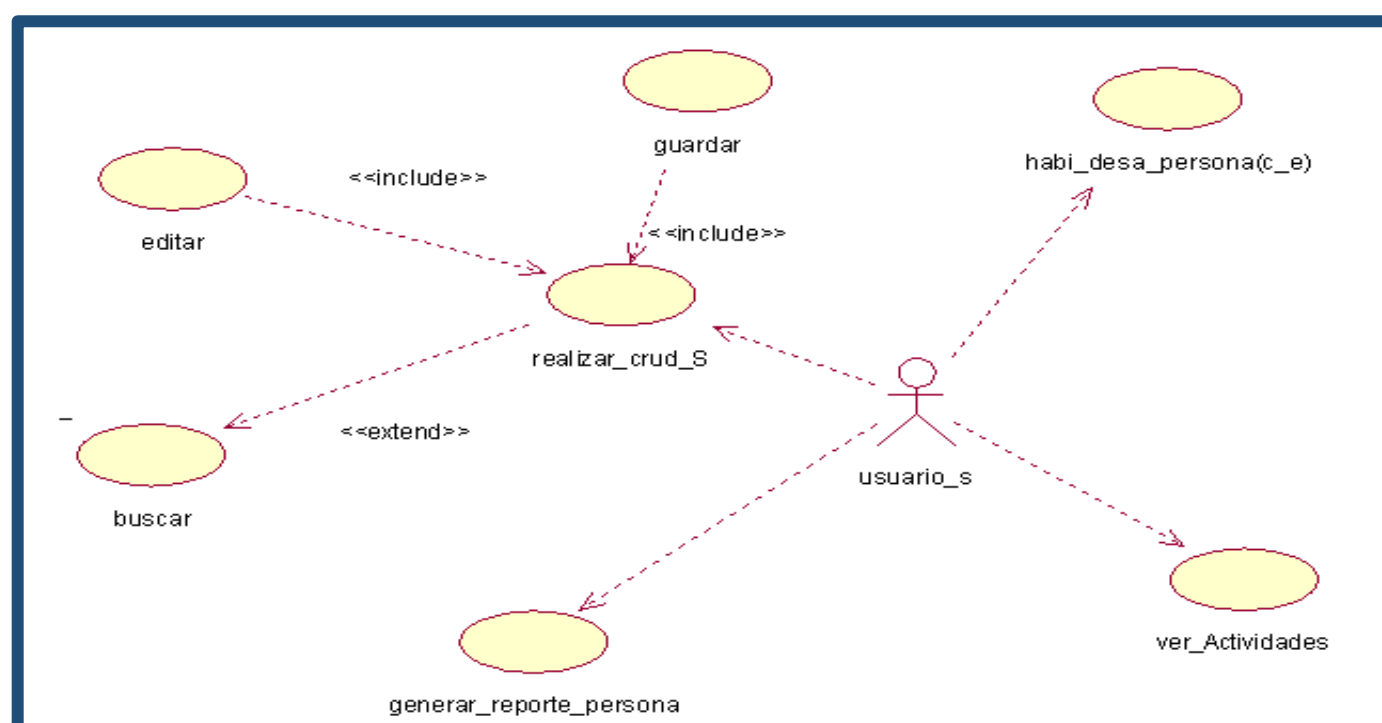 guardar
habi_desa_persona(c_e)
<<include>>
editar
<<include>>
realizar_crud_S
<<extend>>
buscar
usuario_s
ver_Actividades
generar_reporte_persona